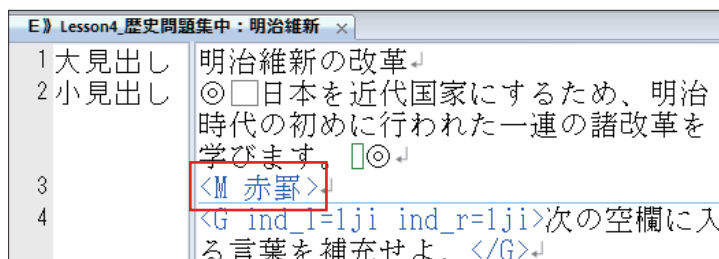 E》 Lesson4_歴史問題集中：明治維新 ×
1 大見出し 明治維新の改革↵
2 小見出し ◎□日本を近代国家にするため、明治
時代の初めに行われた一連の諸改革を
学びます。▯◎↵
3 <M 赤罫>↵
4 <G ind_l=1ji ind_r=1ji>次の空欄に入
る言葉を補充せよ。</G>↵